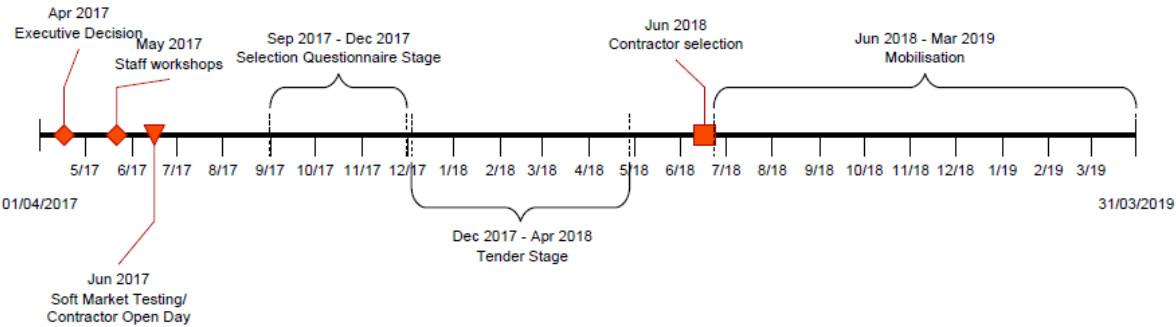 Apr 2017
Executive Decision
May 2017
Staff workshops
Sep 2017 - Dec 2017
Selection Questionnaire Stage
Jun 2018
Contractor selection
Jun 2018 - Mar 2019
Mobilisation
5/17 6/17 7/17 8/17 9/17 10/17 11/17 12/17 1/18 2/18 3/18 4/18 5/18 6/18 7/18 8/18 9/18 10/18 11/18 12/18 1/19 2/19 3/19
01/04/2017 31/03/2019
Dec 2017 - Apr 2018
Tender Stage
Jun 2017
Soft Market Testing/
Contractor Open Day